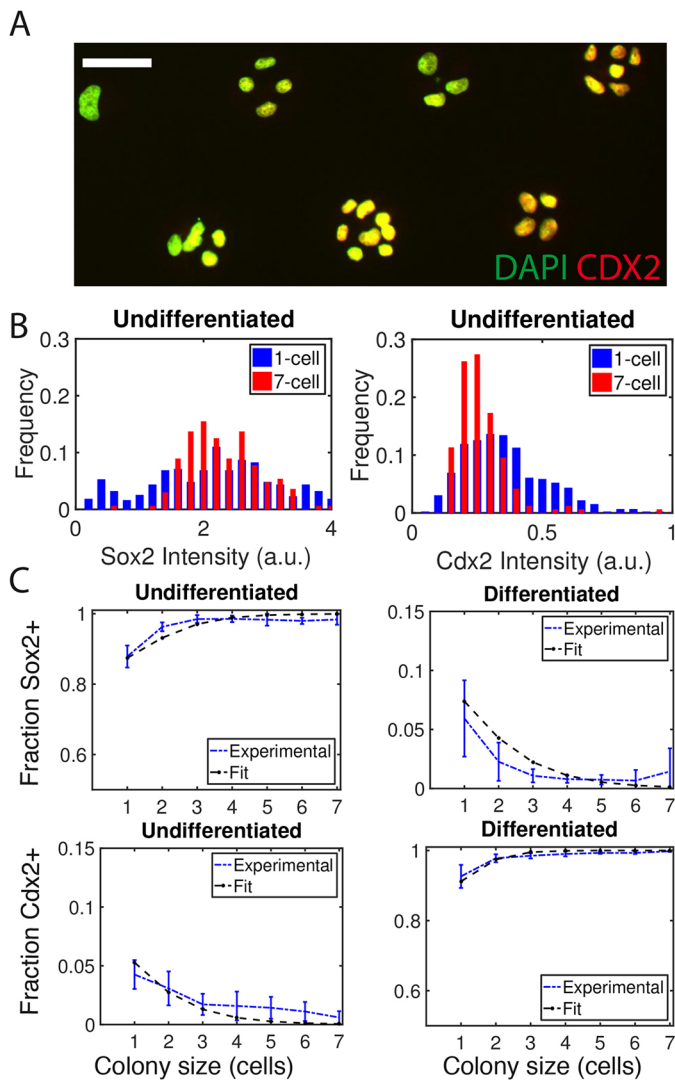 A
DAPI CDX2
B
Undifferentiated
Undifferentiated
0.3
0.2
0.1
0
Frequency
1-cell
7-cell
0
2
4
Sox2 Intensity (a.u.)
0.3
0.2
0.1
0
Frequency
1-cell
7-cell
0
0.5
1
Cdx2 Intensity (a.u.)
C
Undifferentiated
Differentiated
Fraction Sox2+
1
0.8
0.6
Experimental
Fit
1 2 3 4 5 6 7
0.15
0.1
0.05
0
Experimental
Fit
1 2 3 4 5 6 7
Undifferentiated
Differentiated
Fraction Cdx2+
0.15
0.1
0.05
0
Experimental
Fit
1 2 3 4 5 6 7
Colony size (cells)
1
0.8
0.6
Experimental
Fit
1 2 3 4 5 6 7
Colony size (cells)